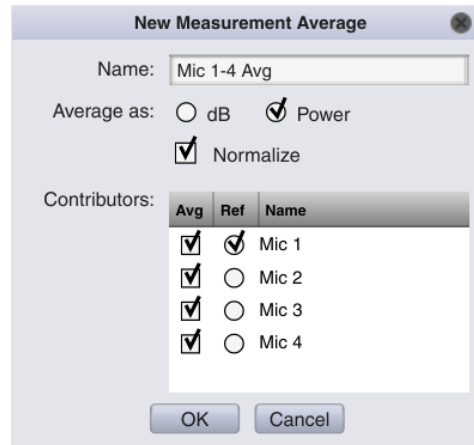 New Measurement Average
Name: Mic 1-4 Avg
Average as: dB Power
Normalize
Contributors:
Avg Ref Name
Mic 1
Mic 2
Mic 3
Mic 4
OK Cancel